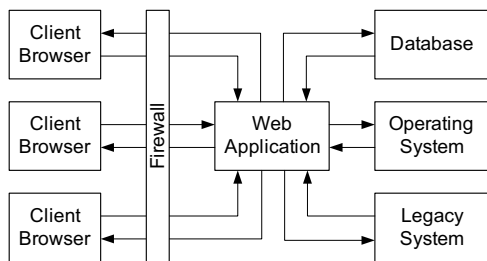 Client
Browser
Client
Browser
Client
Browser
Firewall
Web
Application
Database
Operating
System
Legacy
System